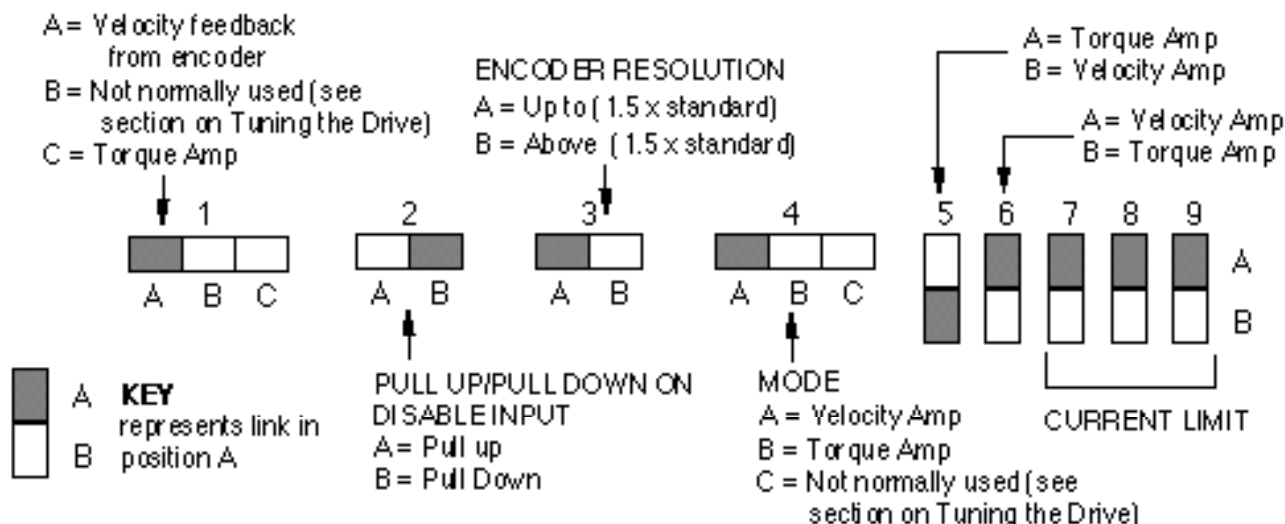 A = Velocity feedback
from encoder
B = Not normally used (see
section on Tuning the Drive)
C = Torque Amp
ENCODER RESOLUTION
A = Up to ( 1.5 x standard)
B = Above ( 1.5 x standard)
A = Torque Amp
B = Velocity Amp
A = Velocity Amp
B = Torque Amp
1 2 3 4 5 6 7 8 9
A B C A B A B A B C A
B
A KEY
represents link in
B position A
PULL UP/PULL DOWN ON
DISABLE INPUT
A = Pull up
B = Pull Down
MODE
A = Velocity Amp
B = Torque Amp
C = Not normally used (see
section on Tuning the Drive)
CURRENT LIMIT